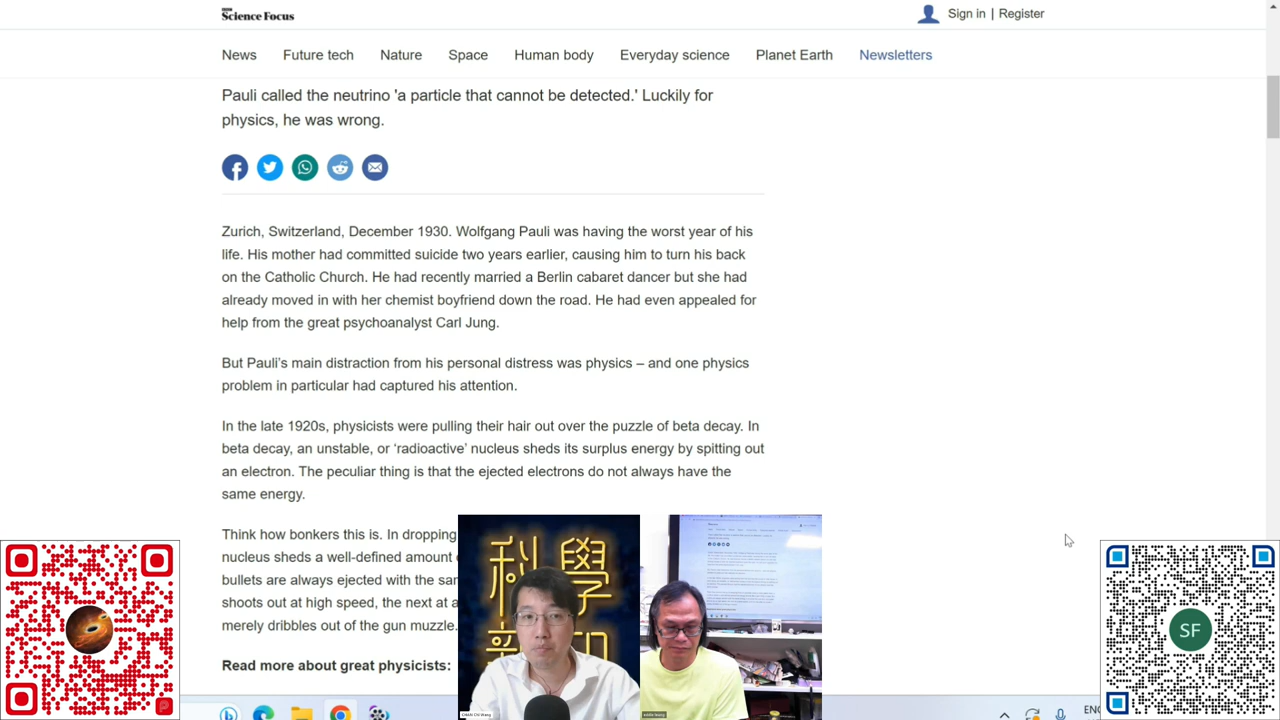 Science Focus
Sign in | Register
News Future tech Nature Space Human body Everyday science Planet Earth Newsletters
Pauli called the neutrino 'a particle that cannot be detected.' Luckily for
physics, he was wrong.
Zurich, Switzerland, December 1930. Wolfgang Pauli was having the worst year of his
life. His mother had committed suicide two years earlier, causing him to turn his back
on the Catholic Church. He had recently married a Berlin cabaret dancer but she had
already moved in with her chemist boyfriend down the road. He had even appealed for
help from the great psychoanalyst Carl Jung.
But Pauli's main distraction from his personal distress was physics – and one physics
problem in particular had captured his attention.
In the late 1920s, physicists were pulling their hair out over the puzzle of beta decay. In
beta decay, an unstable, or ‘radioactive’ nucleus sheds its surplus energy by spitting out
an electron. The peculiar thing is that the ejected electrons do not always have the
same energy.
Think how bonkers this is. In dropping
nucleus sheds a well-defined amount
bullets are always ejected with the
shoots out speed, the next at a
merely dribbles out of the gun muzzle.
Read more about great physicists:
科學
SF
ENG